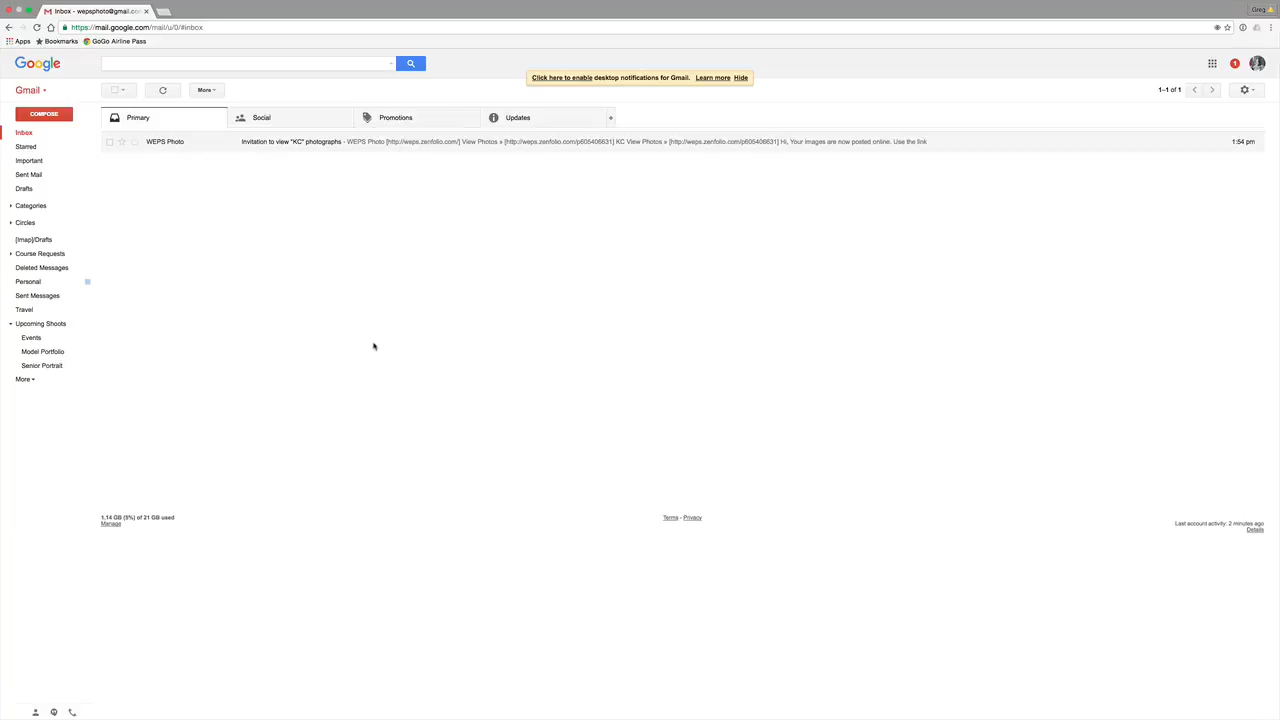 Inbox - wepsphoto@gmail.co
Greg
https://mail.google.com/mail/u/0/#inbox
Apps Bookmarks GoGo Airline Pass
Google
Click here to enable desktop notifications for Gmail. Learn more Hide
1
Gmail
More
1–1 of 1
COMPOSE
Primary
Social
Promotions
Updates
+
Inbox
WEPS Photo
Invitation to view "KC" photographs - WEPS Photo [http://weps.zenfolio.com/] View Photos » [http://weps.zenfolio.com/p605406631] KC View Photos » [http://weps.zenfolio.com/p605406631] Hi, Your images are now posted online. Use the link
1:54 pm
Starred
Important
Sent Mail
Drafts
Categories
Circles
[Imap]/Drafts
Course Requests
Deleted Messages
Personal
Sent Messages
Travel
Upcoming Shoots
Events
Model Portfolio
Senior Portrait
More
1.14 GB (5%) of 21 GB used
Manage
Terms - Privacy
Last account activity: 2 minutes ago
Details